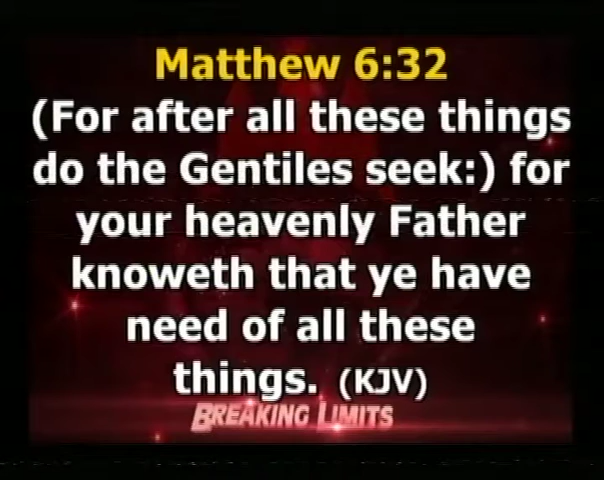 Matthew 6:32
(For after all these things
do the Gentiles seek:) for
your heavenly Father
knoweth that ye have
need of all these
things. (KJV)
BREAKING LIMITS